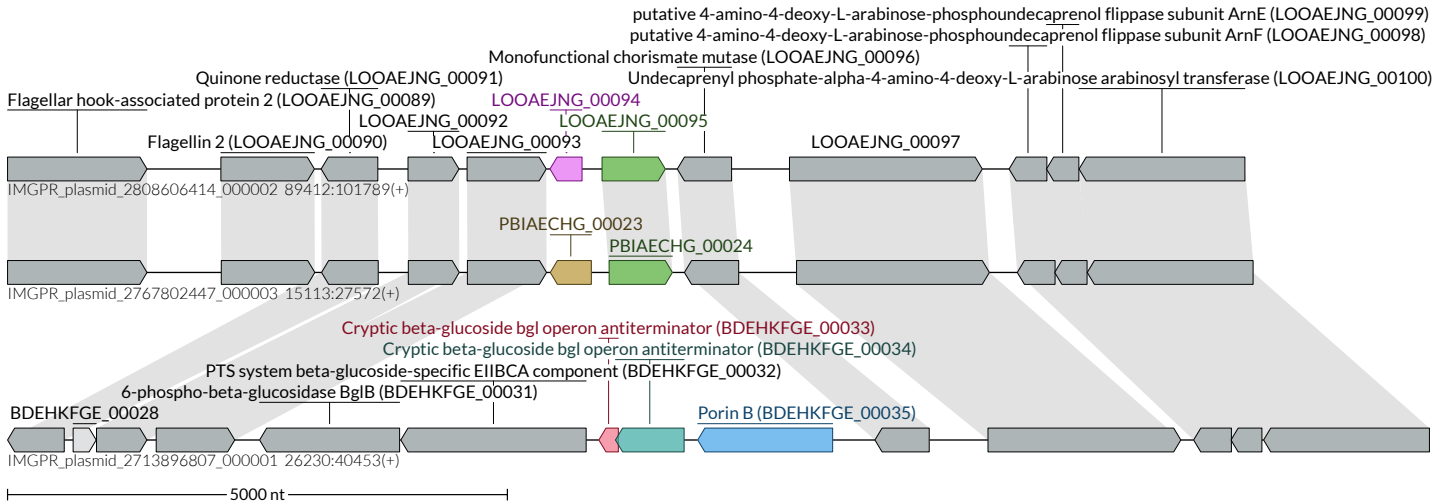 putative 4-amino-4-deoxy-L-arabinose-phosphoundecaprenol flippase subunit ArnE (LOOAEJNG_00099)
putative 4-amino-4-deoxy-L-arabinose-phosphoundecaprenol flippase subunit ArnF (LOOAEJNG_00098)
Monofunctional chorismate mutase (LOOAEJNG_00096)
Quinone reductase (LOOAEJNG_00091)
Undecaprenyl phosphate-alpha-4-amino-4-deoxy-L-arabinose arabinosyl transferase (LOOAEJNG_00100)
Flagellar hook-associated protein 2 (LOOAEJNG_00089)
LOOAEJNG_00094
LOOAEJNG_00092
LOOAEJNG_00095
Flagellin 2 (LOOAEJNG_00090)
LOOAEJNG_00093
LOOAEJNG_00097
IMGPR_plasmid_2808606414_000002 89412:101789(+)
PBIAECHG_00023
PBIAECHG_00024
IMGPR_plasmid_2767802447_000003 15113:27572(+)
Cryptic beta-glucoside bgl operon antiterminator (BDEHKFGE_00033)
Cryptic beta-glucoside bgl operon antiterminator (BDEHKFGE_00034)
PTS system beta-glucoside-specific EIIBCA component (BDEHKFGE_00032)
6-phospho-beta-glucosidase BglB (BDEHKFGE_00031)
BDEHKFGE_00028
Porin B (BDEHKFGE_00035)
IMGPR_plasmid_2713896807_000001 26230:40453(+)
5000 nt